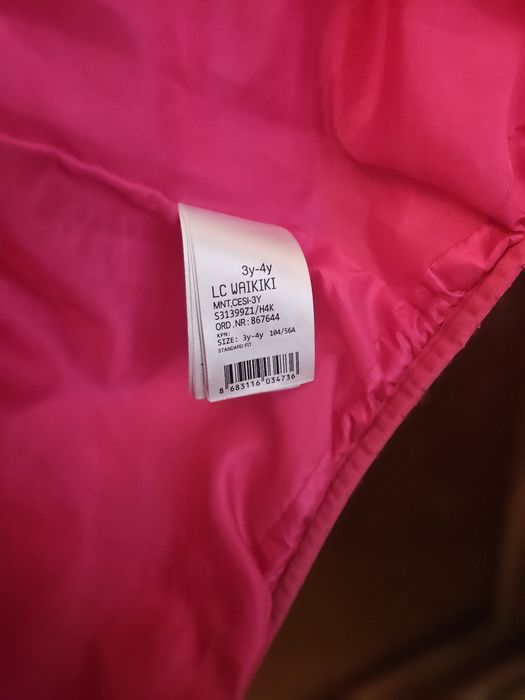 3y-4y
LC WAIKIKI
MNT,CESI-3Y
S31399Z1/H4K
ORD.NR:867644
KPN:
SIZE: 3y-4y 104/56A
STANDARD FIT
8 683116 034736